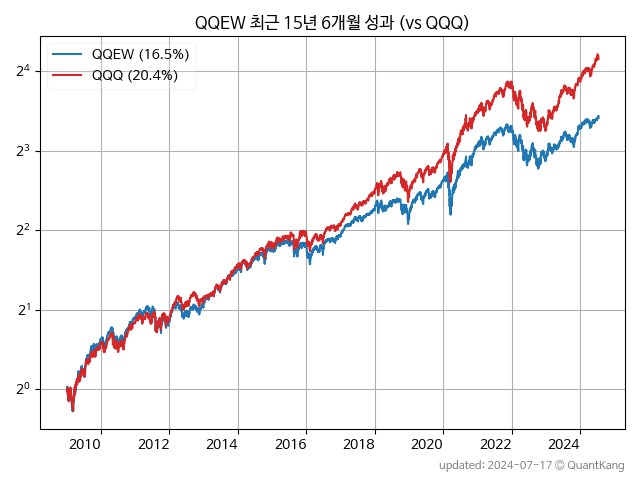 QQEW 최근 15년 6개월 성과 (vs QQQ)
QQEW (16.5%)
QQQ (20.4%)
2⁴
2³
2²
2¹
2⁰
2010 2012 2014 2016 2018 2020 2022 2024
updated: 2024-07-17 © QuantKang